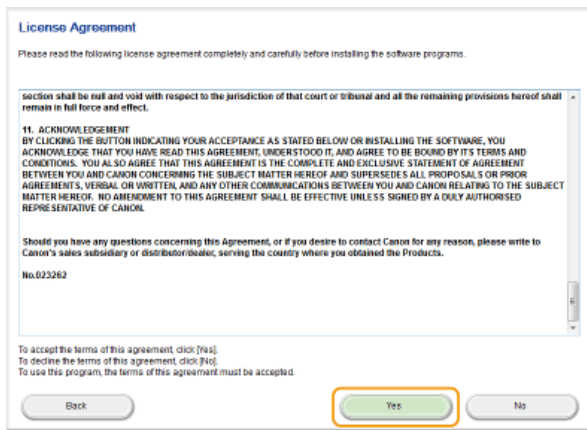 License Agreement
Please read the following license agreement completely and carefully before installing the software programs.
section shall be null and void with respect to the jurisdiction of that court or tribunal and all the remaining provisions hereof shall
remain in full force and effect.
11. ACKNOWLEDGEMENT
BY CLICKING THE BUTTON INDICATING YOUR ACCEPTANCE AS STATED BELOW OR INSTALLING THE SOFTWARE, YOU
ACKNOWLEDGE THAT YOU HAVE READ THIS AGREEMENT, UNDERSTOOD IT, AND AGREE TO BE BOUND BY ITS TERMS AND
CONDITIONS. YOU ALSO AGREE THAT THIS AGREEMENT IS THE COMPLETE AND EXCLUSIVE STATEMENT OF AGREEMENT
BETWEEN YOU AND CANON CONCERNING THE SUBJECT MATTER HEREOF AND SUPERSEDES ALL PROPOSALS OR PRIOR
AGREEMENTS, VERBAL OR WRITTEN, AND ANY OTHER COMMUNICATIONS BETWEEN YOU AND CANON RELATING TO THE SUBJECT
MATTER HEREOF. NO AMENDMENT TO THIS AGREEMENT SHALL BE EFFECTIVE UNLESS SIGNED BY A DULY AUTHORISED
REPRESENTATIVE OF CANON.
Should you have any questions concerning this Agreement, or if you desire to contact Canon for any reason, please write to
Canon's sales subsidiary or distributor/dealer, serving the country where you obtained the Products.
No.023262
To accept the terms of this agreement, click [Yes].
To decline the terms of this agreement, click [No].
To use this program, the terms of this agreement must be accepted.
Back Yes No